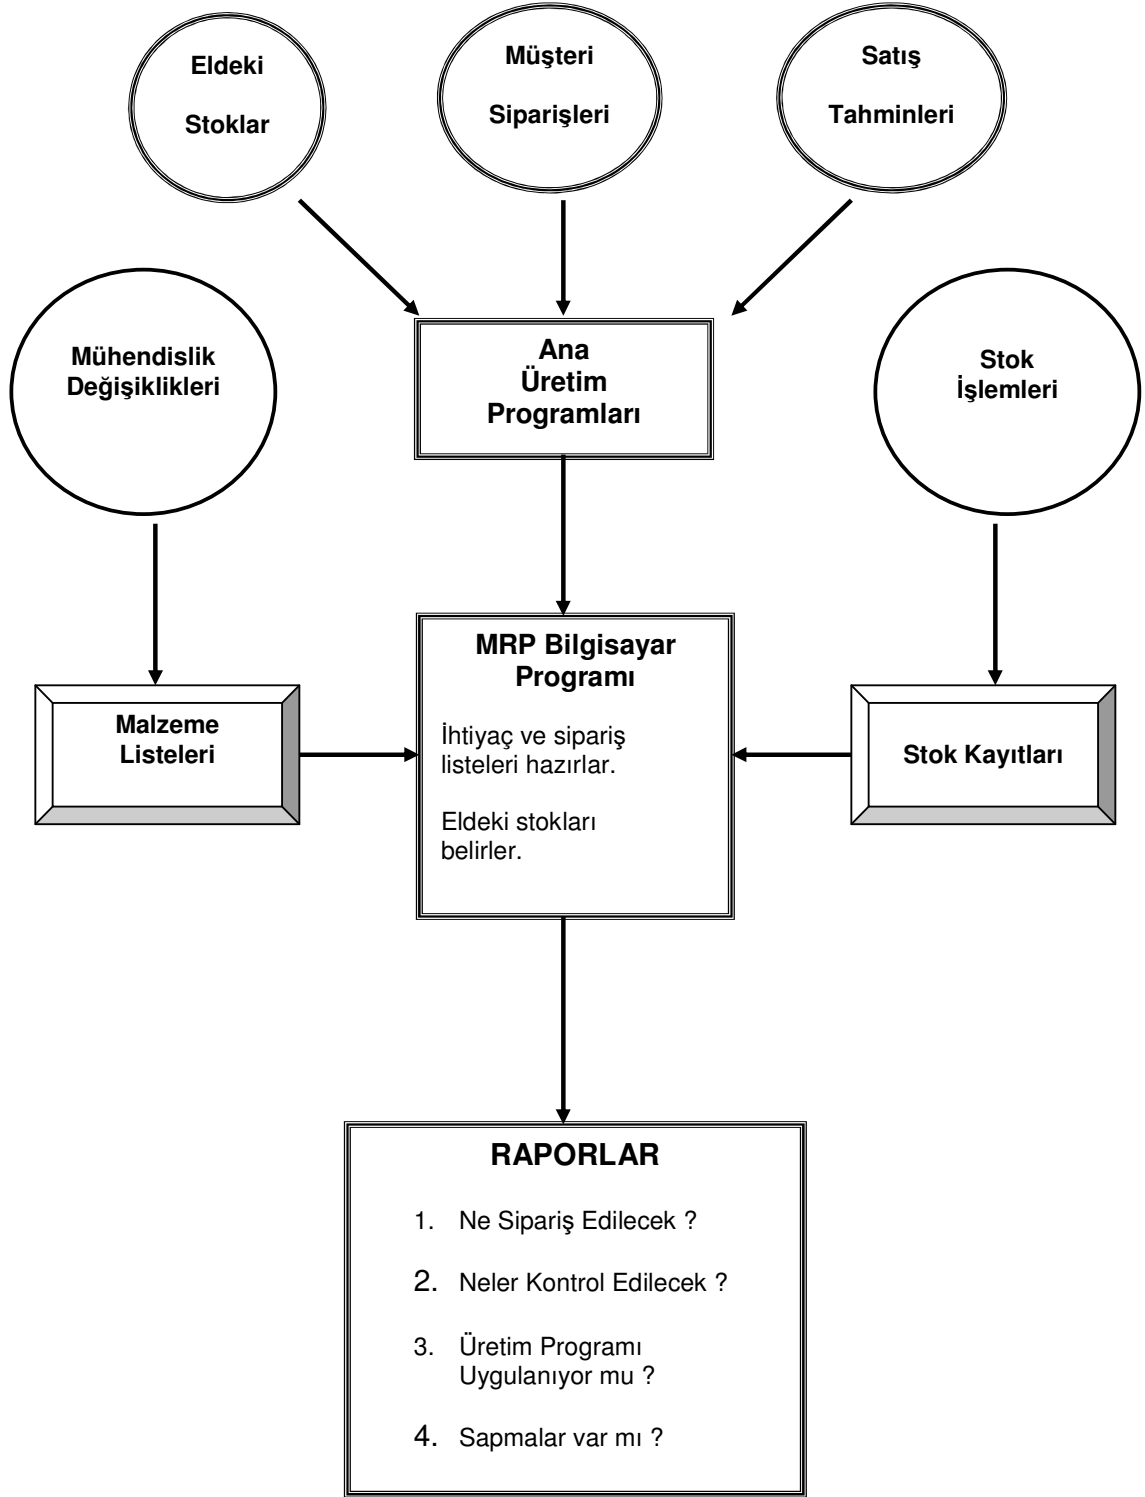 Eldeki
Stoklar
Müşteri
Siparişleri
Satış
Tahminleri
Mühendislik
Değişiklikleri
Ana
Üretim
Programları
Stok
İşlemleri
Malzeme
Listeleri
MRP Bilgisayar
Programı
İhtiyaç ve sipariş
listeleri hazırlar.
Eldeki stokları
belirler.
Stok Kayıtları
RAPORLAR
1. Ne Sipariş Edilecek ?
2. Neler Kontrol Edilecek ?
3. Üretim Programı
Uygulanıyor mu ?
4. Sapmalar var mı ?